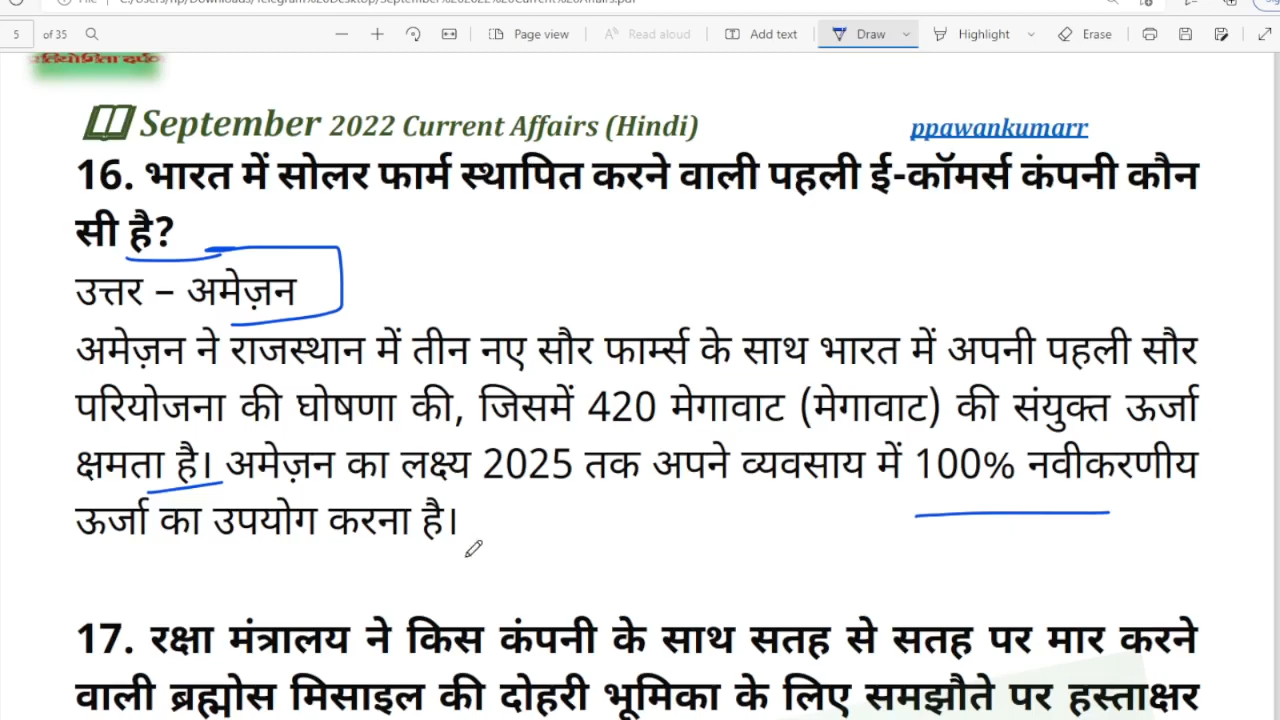 5 of 35 Page view Read aloud Add text Draw Highlight Erase
September 2022 Current Affairs (Hindi) ppawankumarr
16. भारत में सोलर फार्म स्थापित करने वाली पहली ई-कॉमर्स कंपनी कौन
सी है?
उत्तर – अमेज़न
अमेज़न ने राजस्थान में तीन नए सौर फार्म्स के साथ भारत में अपनी पहली सौर
परियोजना की घोषणा की, जिसमें 420 मेगावाट (मेगावाट) की संयुक्त ऊर्जा
क्षमता है। अमेज़न का लक्ष्य 2025 तक अपने व्यवसाय में 100% नवीकरणीय
ऊर्जा का उपयोग करना है।
17. रक्षा मंत्रालय ने किस कंपनी के साथ सतह से सतह पर मार करने
वाली ब्रह्मोस मिसाइल की दोहरी भूमिका के लिए समझौते पर हस्ताक्षर